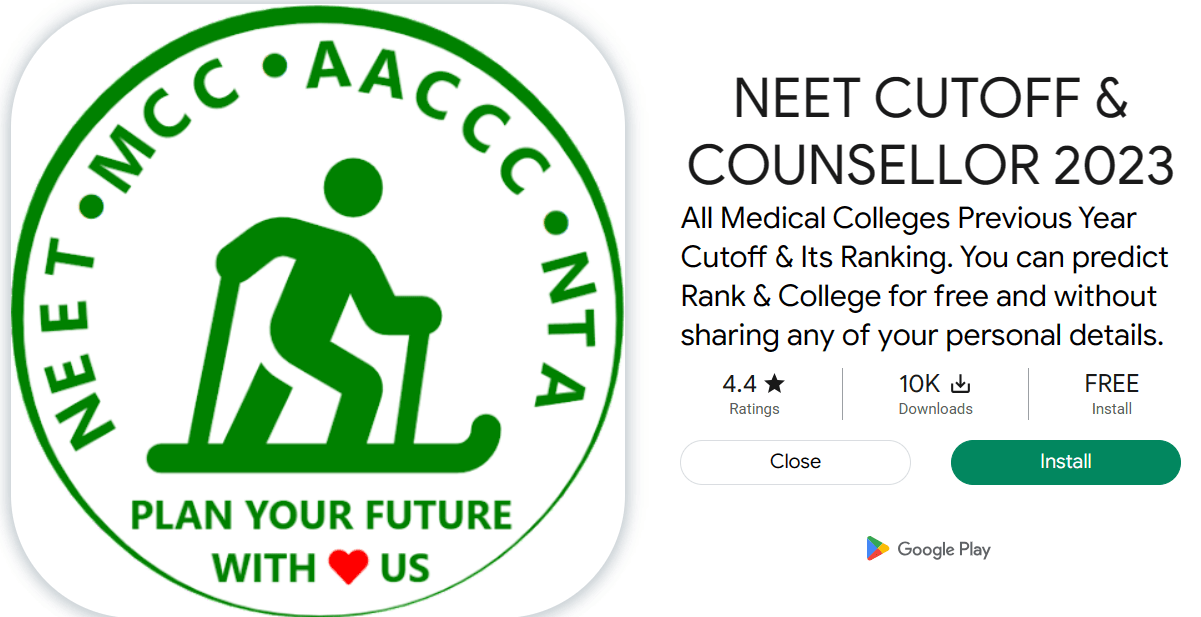 NEET • MCC • AACCC • NTA
PLAN YOUR FUTURE
WITH ❤ US
NEET CUTOFF &
COUNSELLOR 2023
All Medical Colleges Previous Year
Cutoff & Its Ranking. You can predict
Rank & College for free and without
sharing any of your personal details.
4.4 ★
Ratings
10K
Downloads
FREE
Install
Close
Install
Google Play